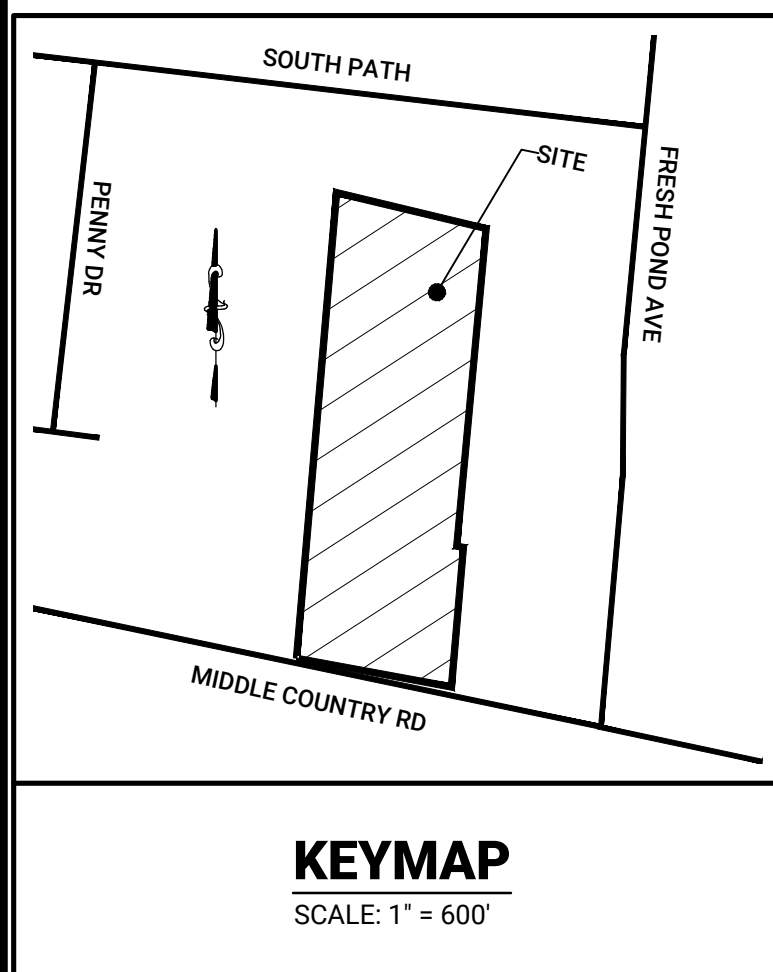 SOUTH PATH
SITE
PENNY DR
FRESH POND AVE
MIDDLE COUNTRY RD
KEYMAP
SCALE: 1" = 600'